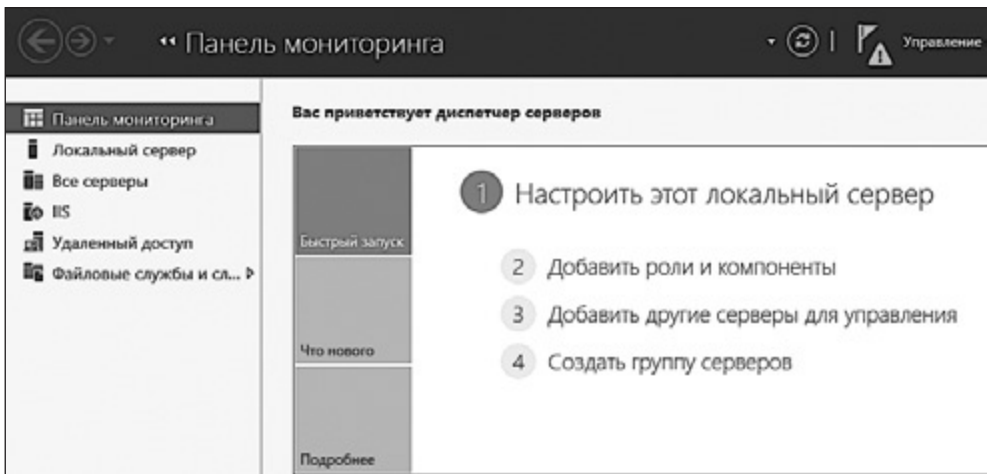 Панель мониторинга
Управление
Панель мониторинга
Локальный сервер
Все серверы
IIS
Удаленный доступ
Файловые службы и сл...
Вас приветствует диспетчер серверов
Быстрый запуск
Что нового
Подробнее
1 Настроить этот локальный сервер
2 Добавить роли и компоненты
3 Добавить другие серверы для управления
4 Создать группу серверов